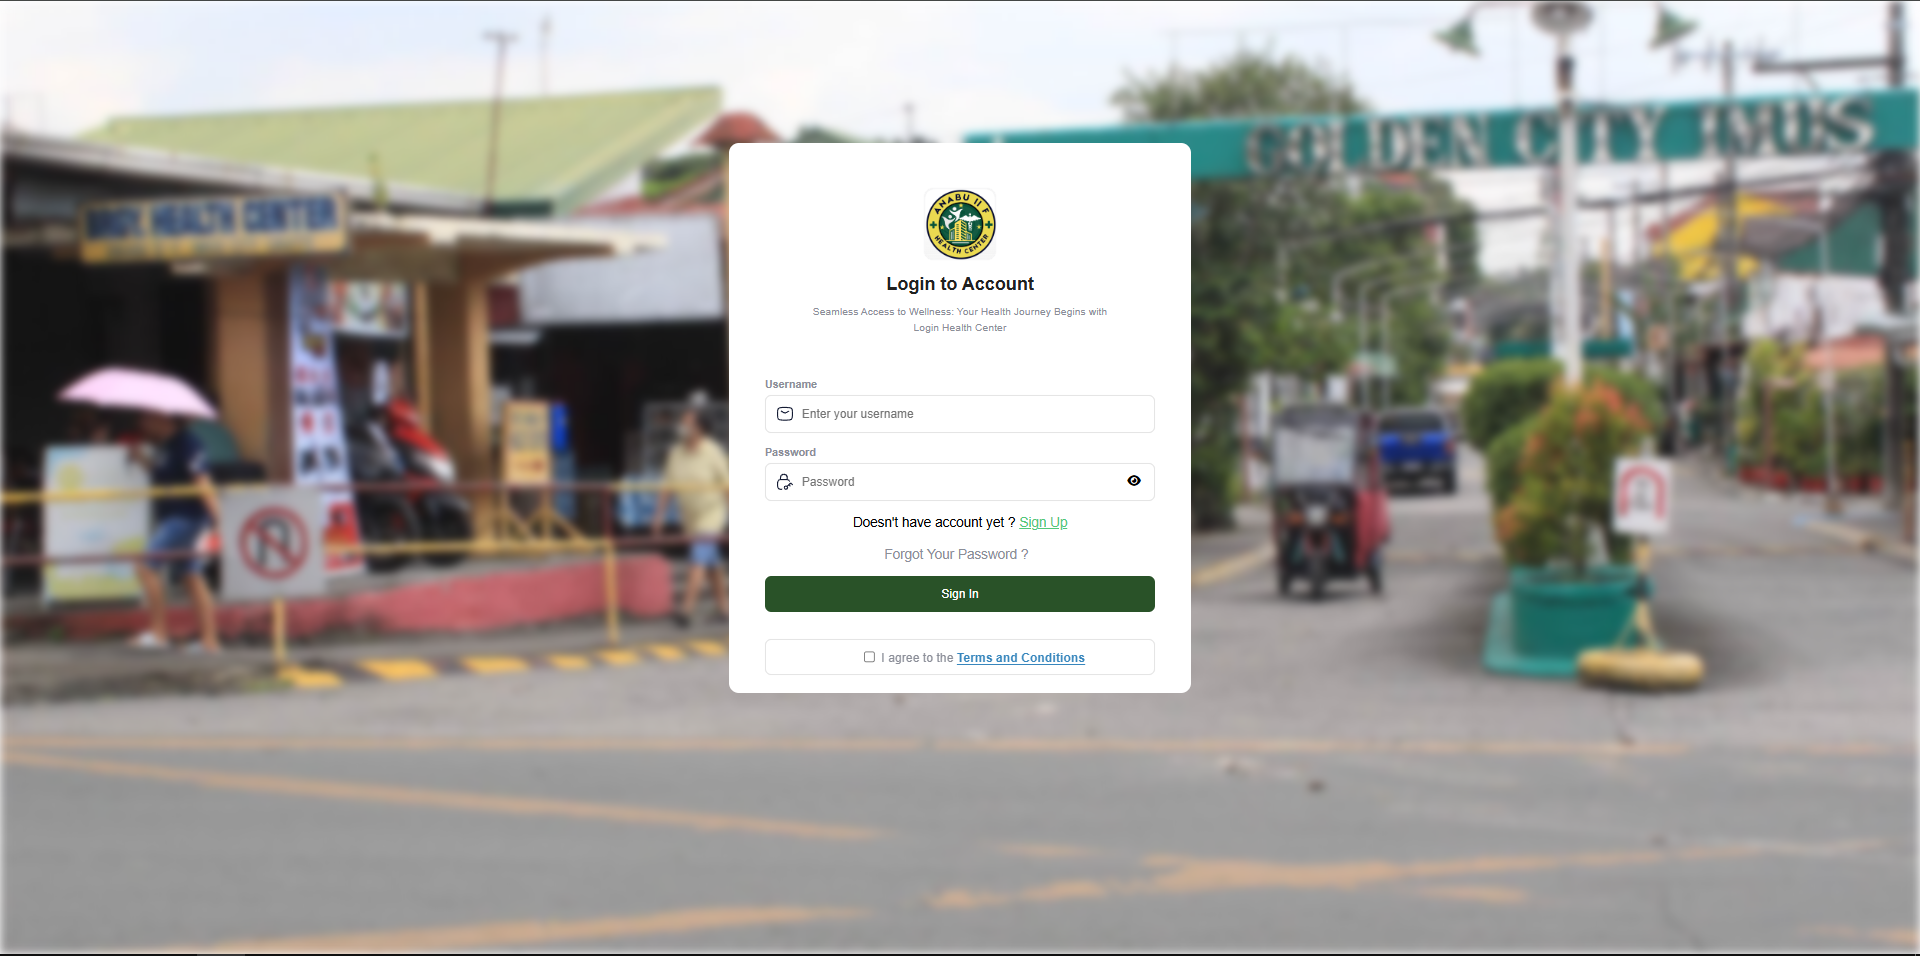 BRGY. HEALTH CENTER
GOLDEN CITY IMUS
ANABU II F
HEALTH CENTER
Login to Account
Seamless Access to Wellness: Your Health Journey Begins with
Login Health Center
Username
Enter your username
Password
Password
Doesn't have account yet ? Sign Up
Forgot Your Password ?
Sign In
I agree to the Terms and Conditions